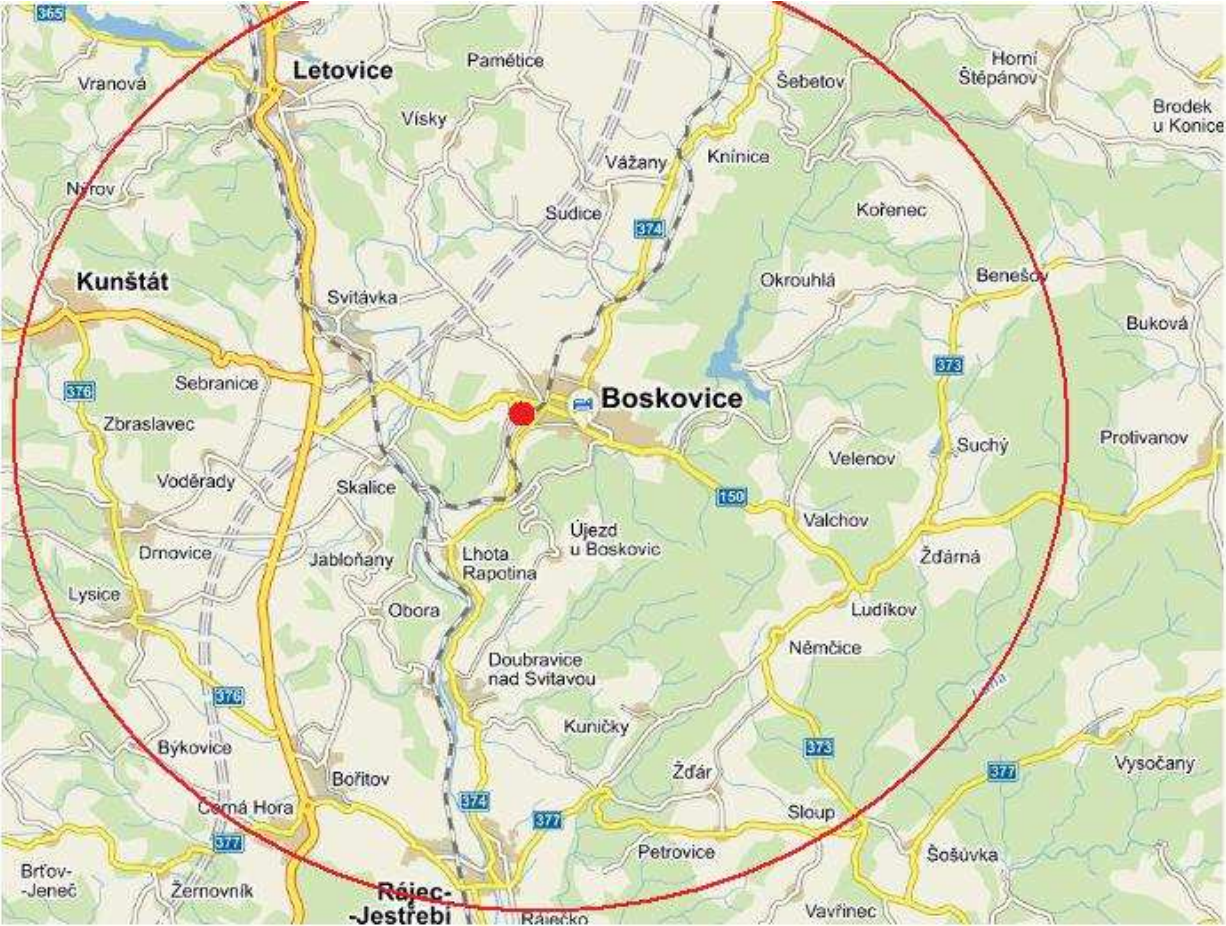 365
Letovice
Pamětice
Šebetov
Horní
Štěpánov
Vranová
Brodek
u Konice
Vísky
Vážany
Knínice
Nýrov
Sudice
Kořenec
374
Kunštát
Svitávka
Okrouhlá
Benešov
Buková
Sebranice
373
376
Boskovice
Zbraslavec
Protivanov
Suchý
Velenov
Voděrady
Skalice
150
Valchov
Újezd
u Boskovic
Drnovice
Jabloňany
Lhota
Rapotina
Žďárná
Lysice
Obora
Ludíkov
Němčice
Doubravice
nad Svitavou
376
Kuničky
Býkovice
373
Vysočany
Bořitov
Žďár
377
Černá Hora
374
377
Sloup
377
Petrovice
Šošůvka
Brťov-
-Jeneč
Žernovník
Rájec-
-Jestřebí
Ráječko
Vavřinec